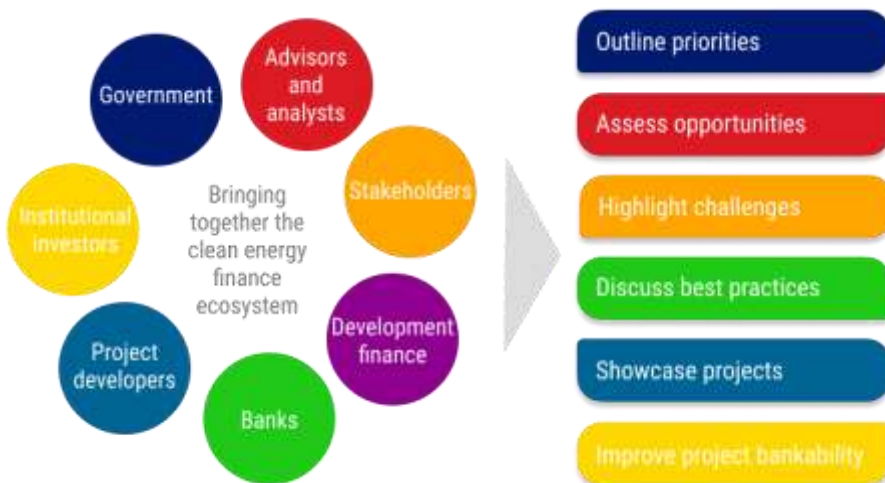 Government
Advisors
and
analysts
Stakeholders
Development
finance
Banks
Project
developers
Institutional
investors
Bringing
together the
clean energy
finance
ecosystem
Outline priorities
Assess opportunities
Highlight challenges
Discuss best practices
Showcase projects
Improve project bankability